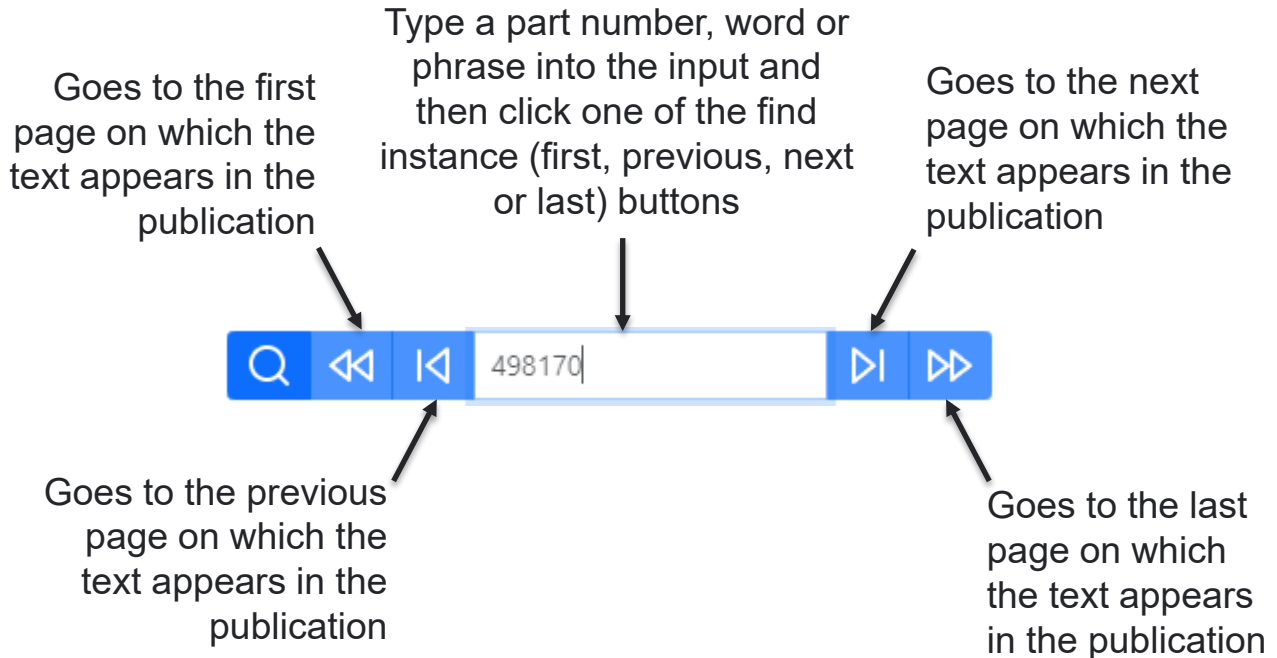 Type a part number, word or
phrase into the input and
then click one of the find
instance (first, previous, next
or last) buttons
Goes to the first
page on which the
text appears in the
publication
Goes to the next
page on which the
text appears in the
publication
498170
Goes to the previous
page on which the
text appears in the
publication
Goes to the last
page on which
the text appears
in the publication